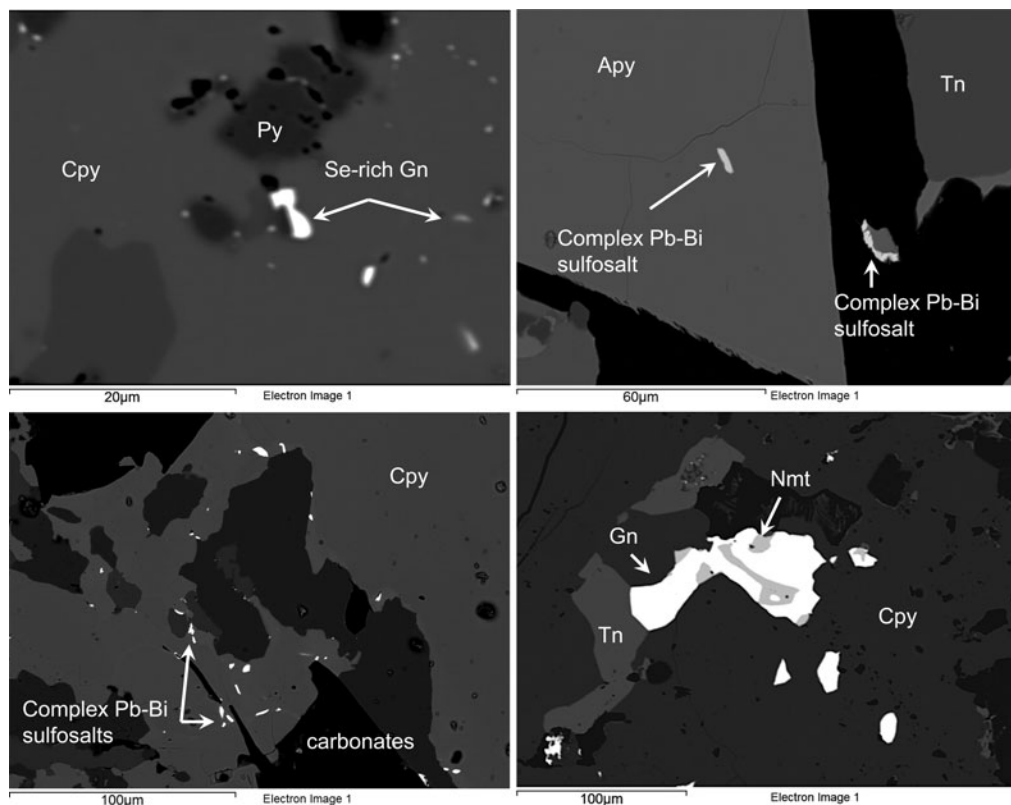 Cpy
Py
Se-rich Gn
20µm
Electron Image 1
Apy
Tn
Complex Pb-Bi
sulfosalt
Complex Pb-Bi
sulfosalt
60µm
Electron Image 1
Cpy
Complex Pb-Bi
sulfosalts
carbonates
100µm
Electron Image 1
Nmt
Gn
Tn
Cpy
100µm
Electron Image 1